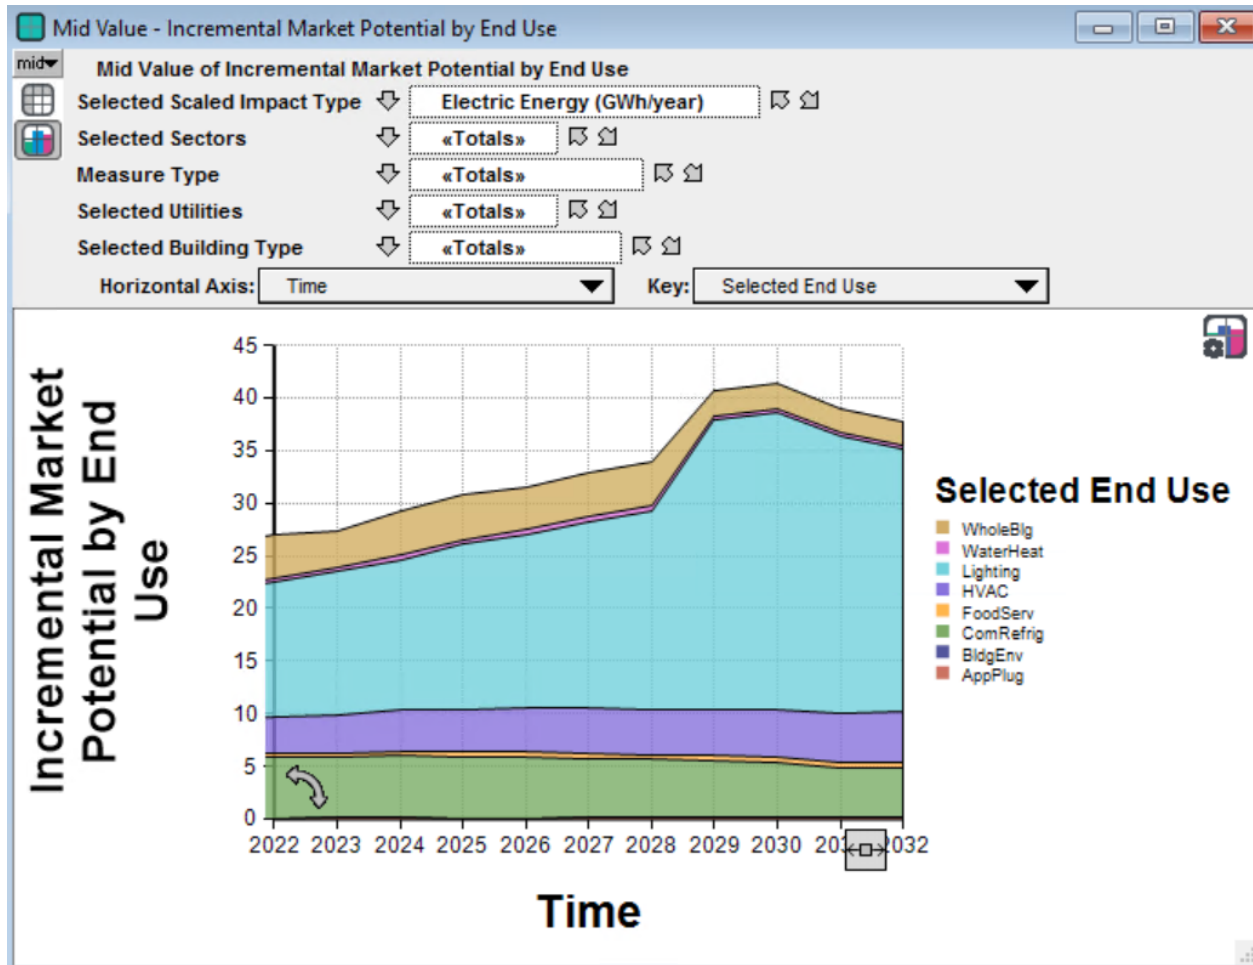 Mid Value - Incremental Market Potential by End Use
mid
Mid Value of Incremental Market Potential by End Use
Selected Scaled Impact Type Electric Energy (GWh/year)
Selected Sectors «Totals»
Measure Type «Totals»
Selected Utilities «Totals»
Selected Building Type «Totals»
Horizontal Axis: Time Key: Selected End Use
Incremental Market
Potential by End
Use
45
40
35
30
25
20
15
10
5
0
2022 2023 2024 2025 2026 2027 2028 2029 2030
Time
Selected End Use
WholeBlg
WaterHeat
Lighting
HVAC
FoodServ
ComRefrig
BldgEnv
AppPlug